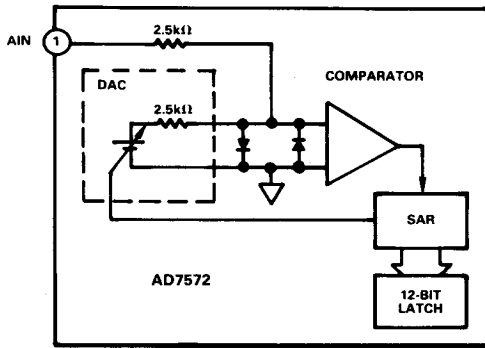 AIN
1
2.5kΩ
DAC
2.5kΩ
COMPARATOR
SAR
AD7572
12-BIT
LATCH